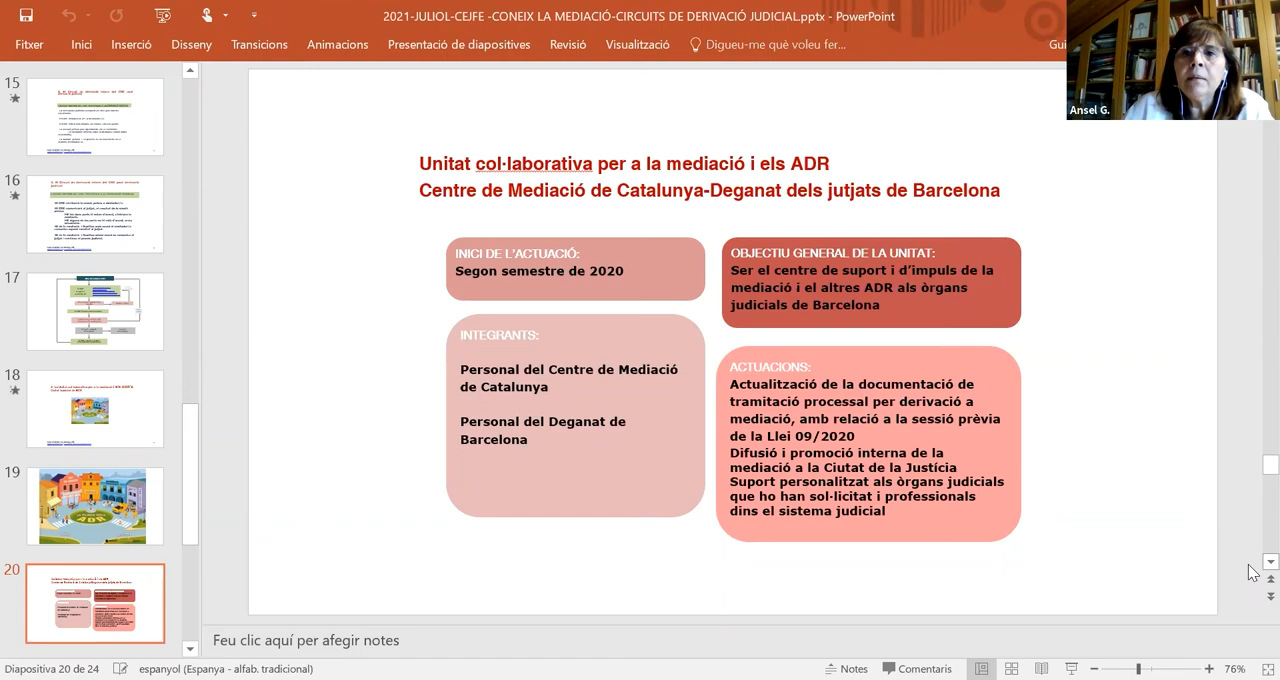 2021-JULIOL-CEJFE -CONEIX LA MEDIACIÓ-CIRCUITS DE DERIVACIÓ JUDICIAL.pptx - PowerPoint
Fitxer Inici Inserció Disseny Transicions Animacions Presentació de diapositives Revisió Visualització Digueu-me què voleu fer...
Ansel G.
15
16
17
18
19
20
Unitat col·laborativa per a la mediació i els ADR
Centre de Mediació de Catalunya-Deganat dels jutjats de Barcelona
INICI DE L'ACTUACIÓ:
Segon semestre de 2020
INTEGRANTS:
Personal del Centre de Mediació
de Catalunya
Personal del Deganat de
Barcelona
OBJECTIU GENERAL DE LA UNITAT:
Ser el centre de suport i d'impuls de la
mediació i el altres ADR als òrgans
judicials de Barcelona
ACTUACIONS:
Actualització de la documentació de
tramitació processal per derivació a
mediació, amb relació a la sessió prèvia
de la Llei 09/2020
Difusió i promoció interna de la
mediació a la Ciutat de la Justícia
Suport personalitzat als òrgans judicials
que ho han sol·licitat i professionals
dins el sistema judicial
Feu clic aquí per afegir notes
Diapositiva 20 de 24 espanyol (Espanya - alfab. tradicional) Notes Comentaris 76%